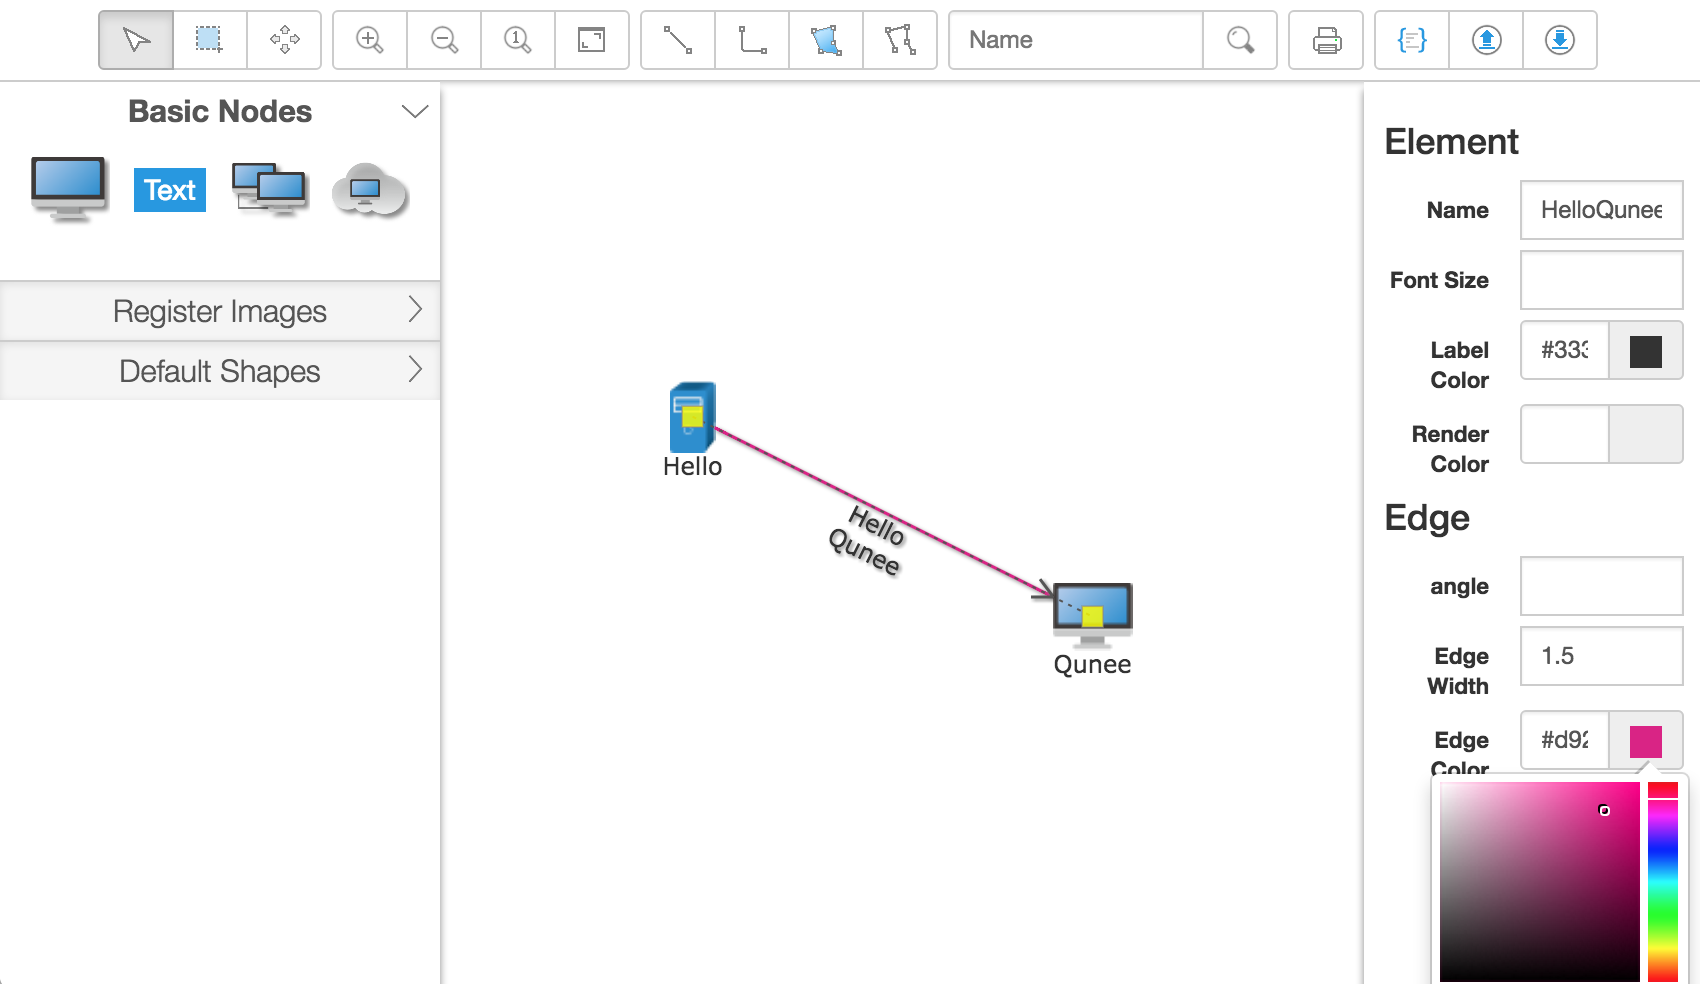 1
Name
Basic Nodes
Text
Register Images
Default Shapes
Hello
Hello
Qunee
Qunee
Element
Name
HelloQunee
Font Size
Label
Color
#333
Render
Color
Edge
angle
Edge
Width
1.5
Edge
Color
#d92